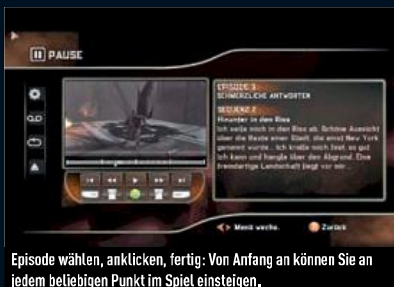 PAUSE
EPISODE 3
SCHMERZLICHE ANTWORTEN
SEQUENZ 2
Hinunter in den Riss
Ich seile mich in den Riss ab. Schöne Aussicht
über die Reste einer Stadt, die einst New York
genannt wurde... Ich kralle mich fest, so gut
ich kann und hangle über den Abgrund. Eine
fremdartige Landschaft liegt vor mir...
Menü wechs.
Zurück
Episode wählen, anklicken, fertig: Von Anfang an können Sie an
jedem beliebigen Punkt im Spiel einsteigen.